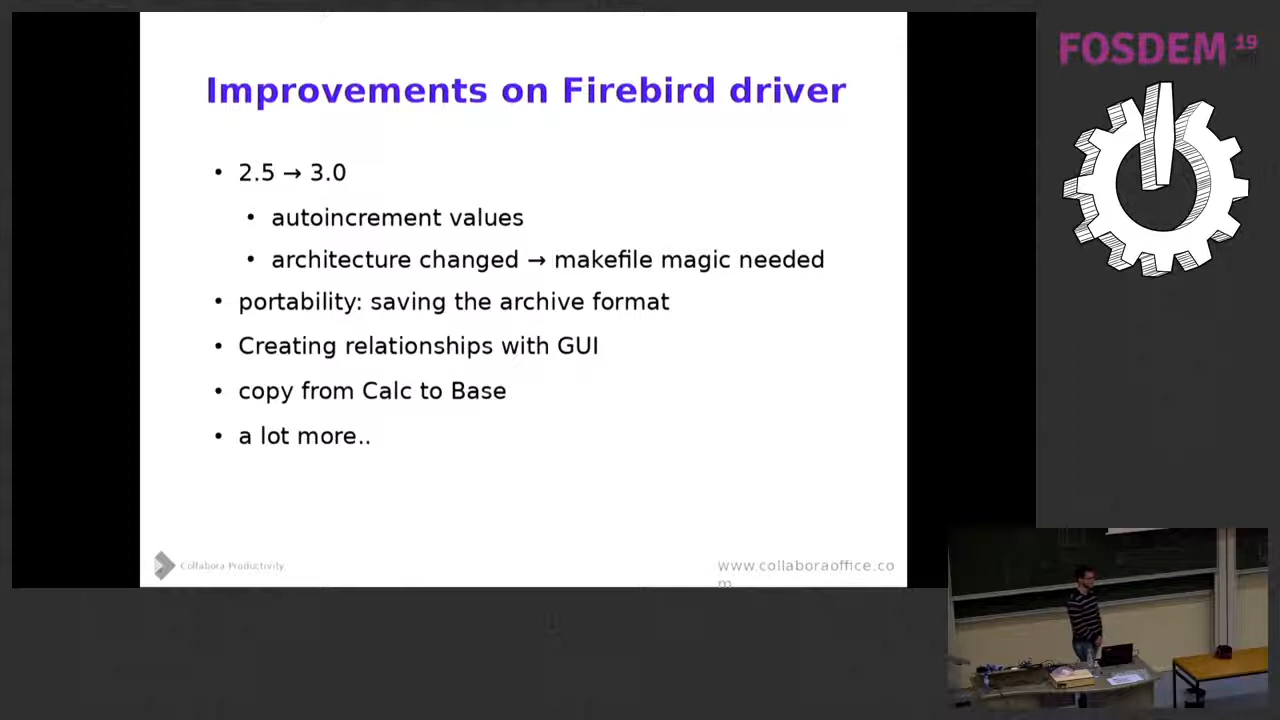 Improvements on Firebird driver
• 2.5 → 3.0
• autoincrement values
• architecture changed → makefile magic needed
• portability: saving the archive format
• Creating relationships with GUI
• copy from Calc to Base
• a lot more..
Collabora Productivity
www.collaboraoffice.co
m
FOSDEM 19